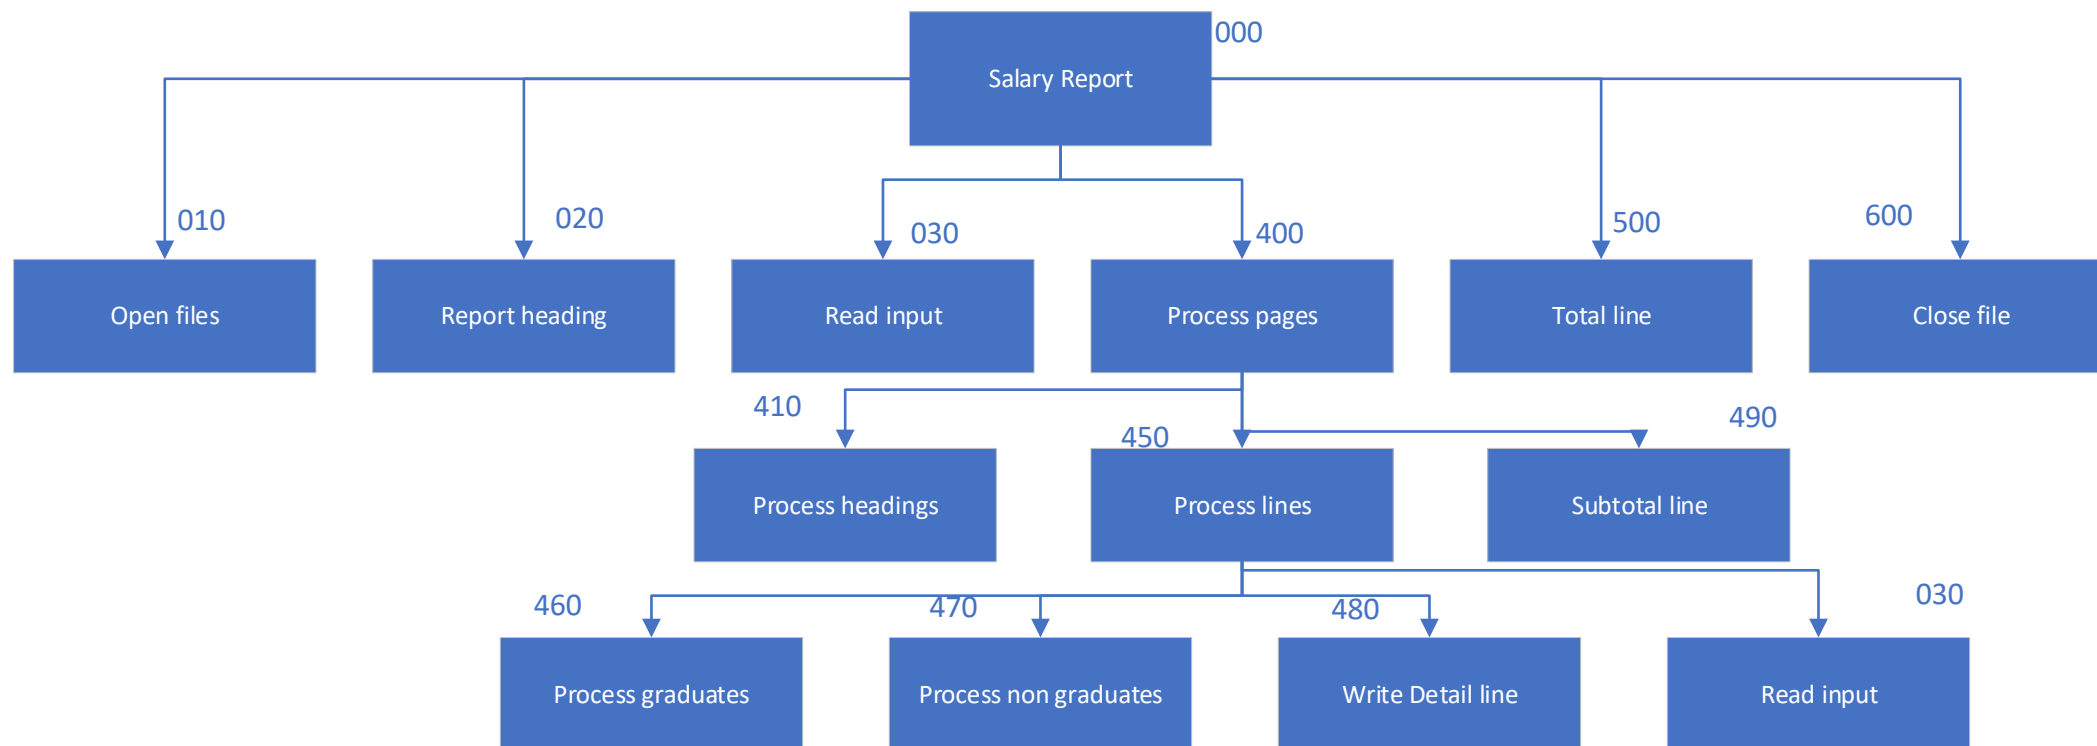 000
Salary Report
010
020
030
400
500
600
Open files
Report heading
Read input
Process pages
Total line
Close file
410
450
490
Process headings
Process lines
Subtotal line
460
470
480
030
Process graduates
Process non graduates
Write Detail line
Read input